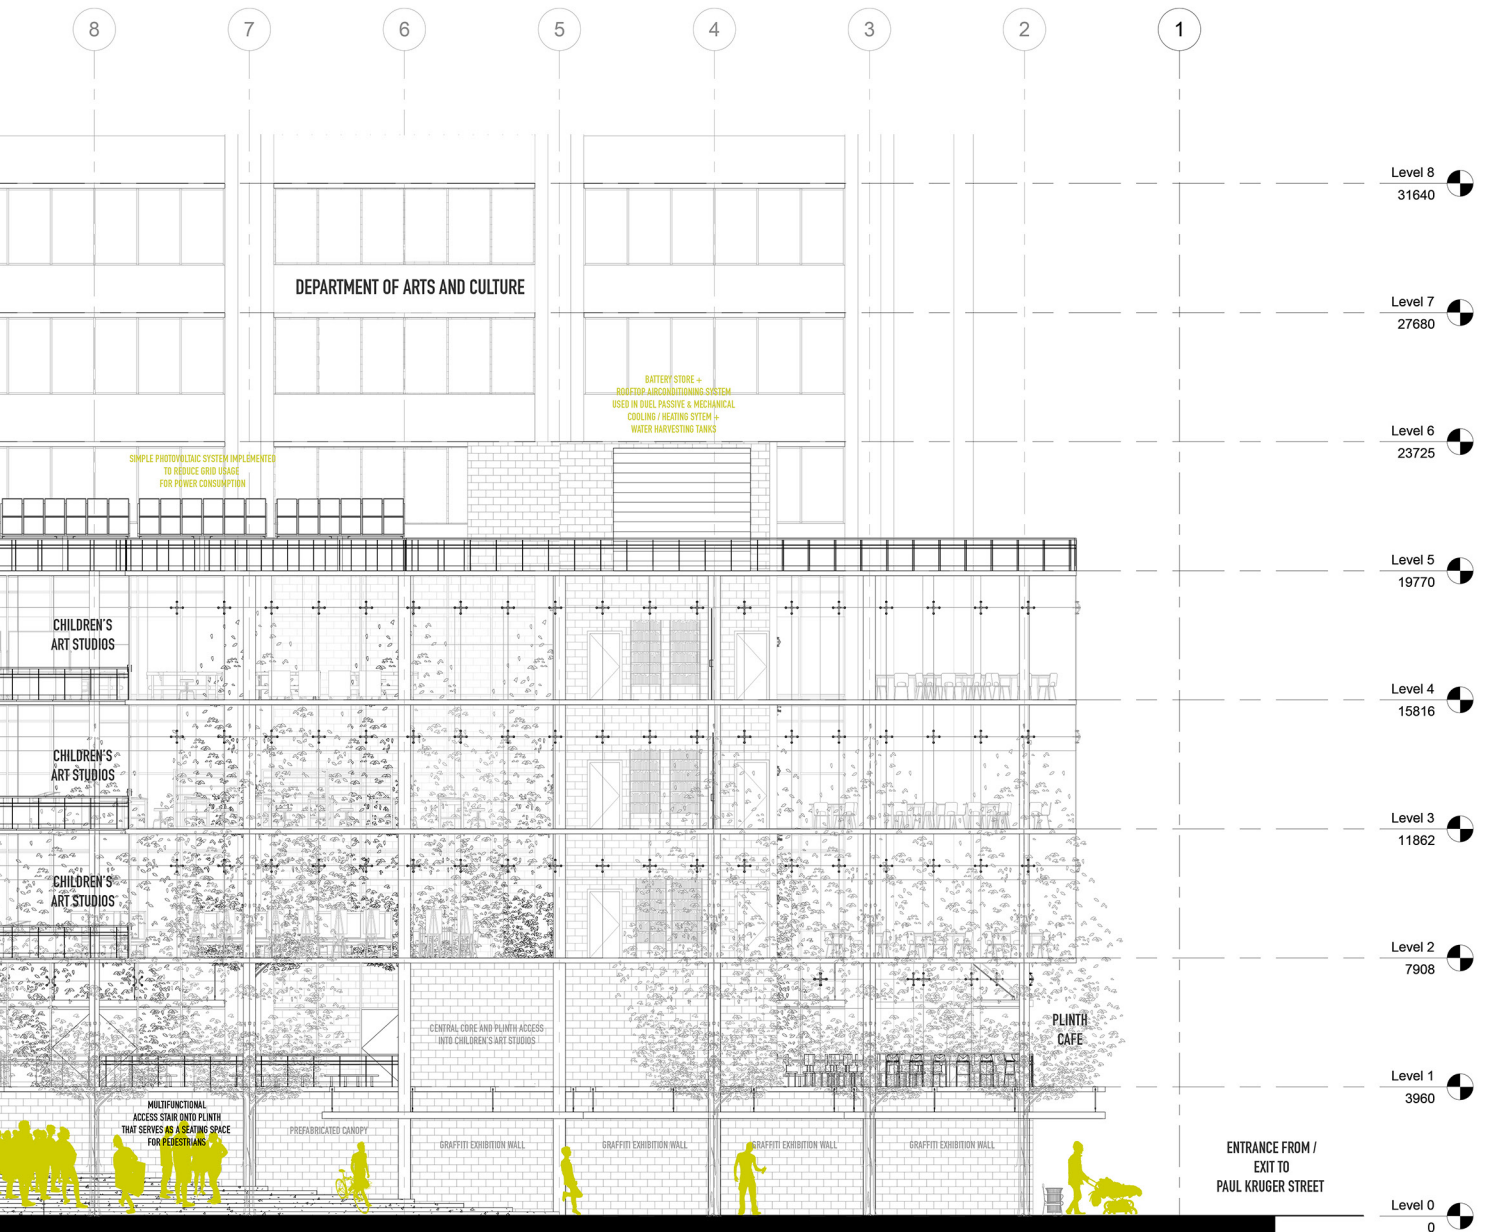 8 7 6 5 4 3 2 1
Level 8
31640
DEPARTMENT OF ARTS AND CULTURE
Level 7
27680
BATTERY STORE +
ROOFTOP AIRCONDITIONING SYSTEM
USED IN DUEL PASSIVE & MECHANICAL
COOLING / HEATING SYTEM +
WATER HARVESTING TANKS
Level 6
23725
SIMPLE PHOTOVOLTAIC SYSTEM IMPLEMENTED
TO REDUCE GRID USAGE
FOR POWER CONSUMPTION
Level 5
19770
CHILDREN'S
ART STUDIOS
Level 4
15816
CHILDREN'S
ART STUDIOS
Level 3
11862
CHILDREN'S
ART STUDIOS
Level 2
7908
CENTRAL CORE AND PLINTH ACCESS
INTO CHILDREN'S ART STUDIOS
PLINTH
CAFE
Level 1
3960
MULTIFUNCTIONAL
ACCESS STAIR ONTO PLINTH
THAT SERVES AS A SEATING SPACE
FOR PEDESTRIANS
PREFABRICATED CANOPY
GRAFFITI EXHIBITION WALL
GRAFFITI EXHIBITION WALL
GRAFFITI EXHIBITION WALL
GRAFFITI EXHIBITION WALL
ENTRANCE FROM /
EXIT TO
PAUL KRUGER STREET
Level 0
0